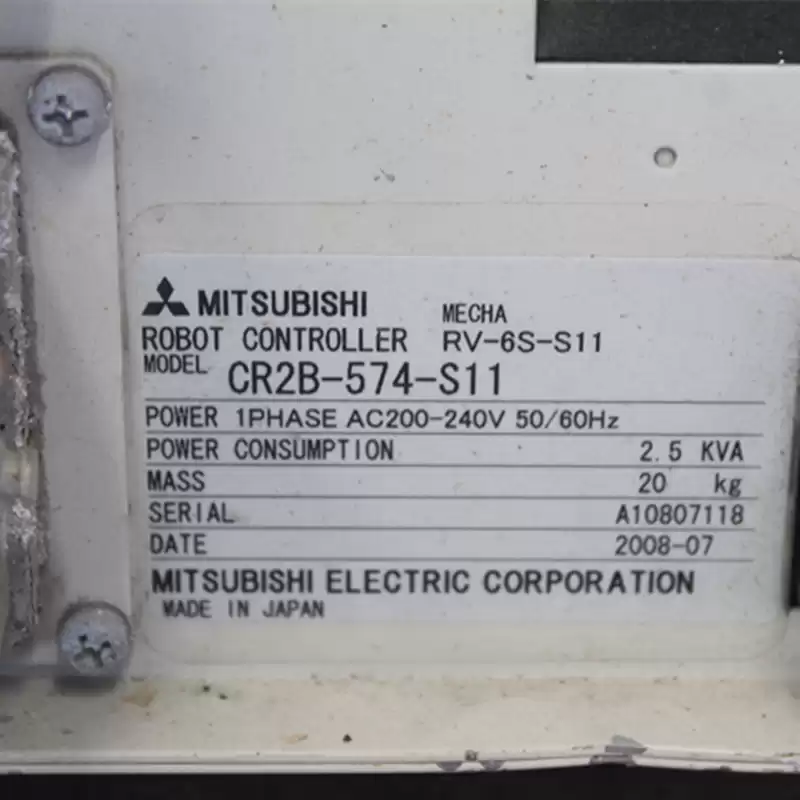 MITSUBISHI MECHA
ROBOT CONTROLLER RV-6S-S11
MODEL CR2B-574-S11
POWER 1PHASE AC200-240V 50/60Hz
POWER CONSUMPTION 2.5 KVA
MASS 20 kg
SERIAL A10807118
DATE 2008-07
MITSUBISHI ELECTRIC CORPORATION
MADE IN JAPAN